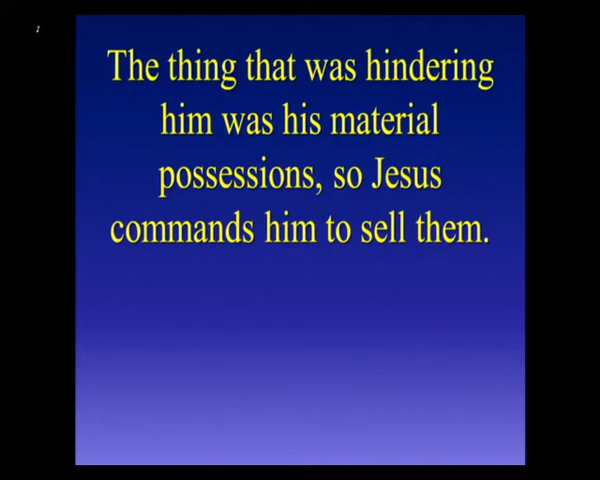 The thing that was hindering
him was his material
possessions, so Jesus
commands him to sell them.